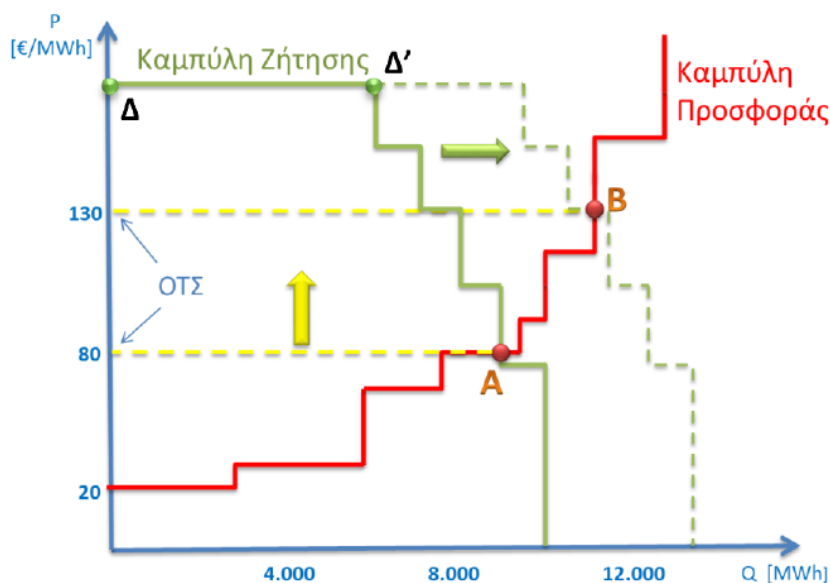 P
[€/MWh]
Καμπύλη Ζήτησης
Δ'
Δ
Καμπύλη
Προσφοράς
130
B
ΟΤΣ
80
A
20
4.000
8.000
12.000
Q [MWh]